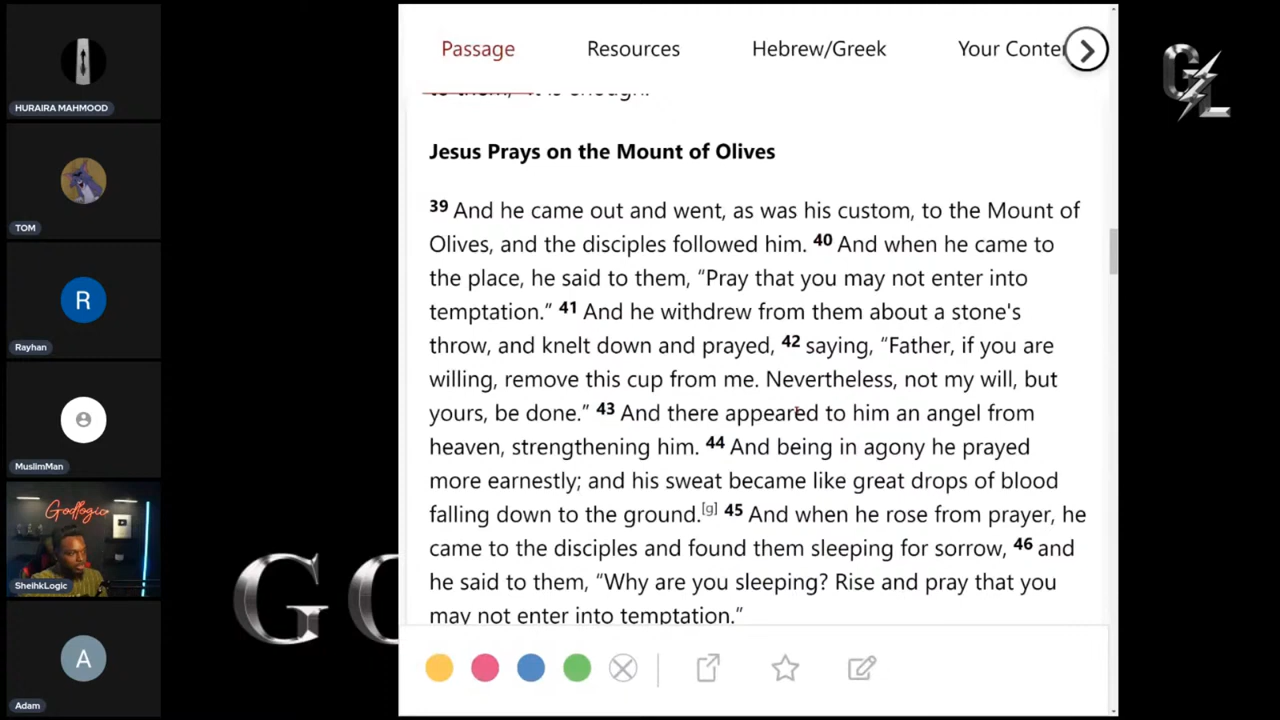 HURAIRA MAHMOOD
TOM
R
Rayhan
MuslimMan
Godlogic
SheihkLogic
A
Adam
GO
Passage Resources Hebrew/Greek Your Conte
to them, "It is enough."
Jesus Prays on the Mount of Olives
39 And he came out and went, as was his custom, to the Mount of
Olives, and the disciples followed him. 40 And when he came to
the place, he said to them, “Pray that you may not enter into
temptation.” 41 And he withdrew from them about a stone's
throw, and knelt down and prayed, 42 saying, “Father, if you are
willing, remove this cup from me. Nevertheless, not my will, but
yours, be done.” 43 And there appeared to him an angel from
heaven, strengthening him. 44 And being in agony he prayed
more earnestly; and his sweat became like great drops of blood
falling down to the ground.[g] 45 And when he rose from prayer, he
came to the disciples and found them sleeping for sorrow, 46 and
he said to them, “Why are you sleeping? Rise and pray that you
may not enter into temptation.”
GL